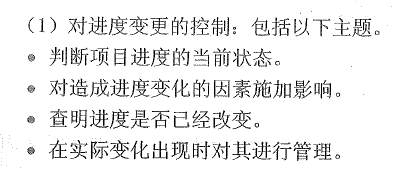 （1）对进度变更的控制：包括以下主题。
● 判断项目进度的当前状态。
● 对造成进度变化的因素施加影响。
● 查明进度是否已经改变。
● 在实际变化出现时对其进行管理。